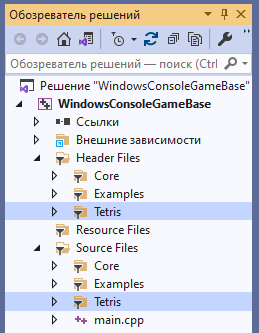 Обозреватель решений
Обозреватель решений — поиск (Ctrl
Решение "WindowsConsoleGameBase"
WindowsConsoleGameBase
Ссылки
Внешние зависимости
Header Files
Core
Examples
Tetris
Resource Files
Source Files
Core
Examples
Tetris
main.cpp